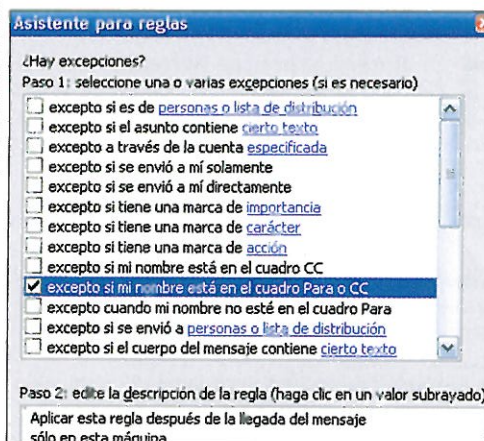 Asistente para reglas
¿Hay excepciones?
Paso 1: seleccione una o varias excepciones (si es necesario)
excepto si es de personas o lista de distribución
excepto si el asunto contiene cierto texto
excepto a través de la cuenta especificada
excepto si se envió a mí solamente
excepto si se envió a mí directamente
excepto si tiene una marca de importancia
excepto si tiene una marca de carácter
excepto si tiene una marca de acción
excepto si mi nombre está en el cuadro CC
excepto si mi nombre está en el cuadro Para o CC
excepto cuando mi nombre no esté en el cuadro Para
excepto si se envió a personas o lista de distribución
excepto si el cuerpo del mensaje contiene cierto texto
Paso 2: edite la descripción de la regla (haga clic en un valor subrayado)
Aplicar esta regla después de la llegada del mensaje
sólo en esta máquina